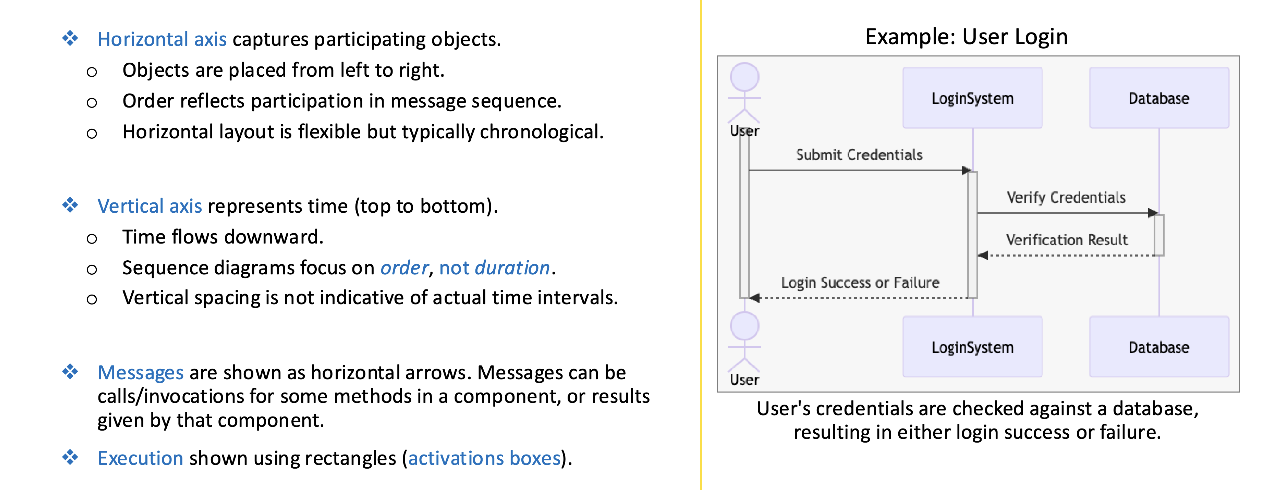 ❖ Horizontal axis captures participating objects.
o Objects are placed from left to right.
o Order reflects participation in message sequence.
o Horizontal layout is flexible but typically chronological.
❖ Vertical axis represents time (top to bottom).
o Time flows downward.
o Sequence diagrams focus on order, not duration.
o Vertical spacing is not indicative of actual time intervals.
❖ Messages are shown as horizontal arrows. Messages can be
calls/invocations for some methods in a component, or results
given by that component.
❖ Execution shown using rectangles (activations boxes).
Example: User Login
User
LoginSystem
Database
Submit Credentials
Verify Credentials
Verification Result
Login Success or Failure
User
LoginSystem
Database
User's credentials are checked against a database,
resulting in either login success or failure.